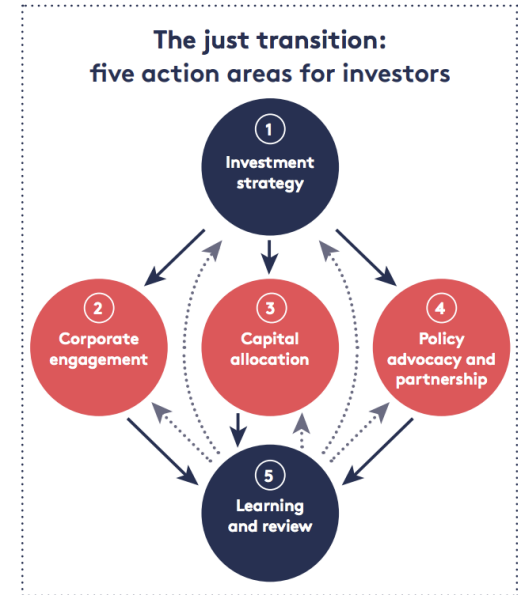 The just transition:
five action areas for investors
1
Investment
strategy
2
Corporate
engagement
3
Capital
allocation
4
Policy
advocacy and
partnership
5
Learning
and review